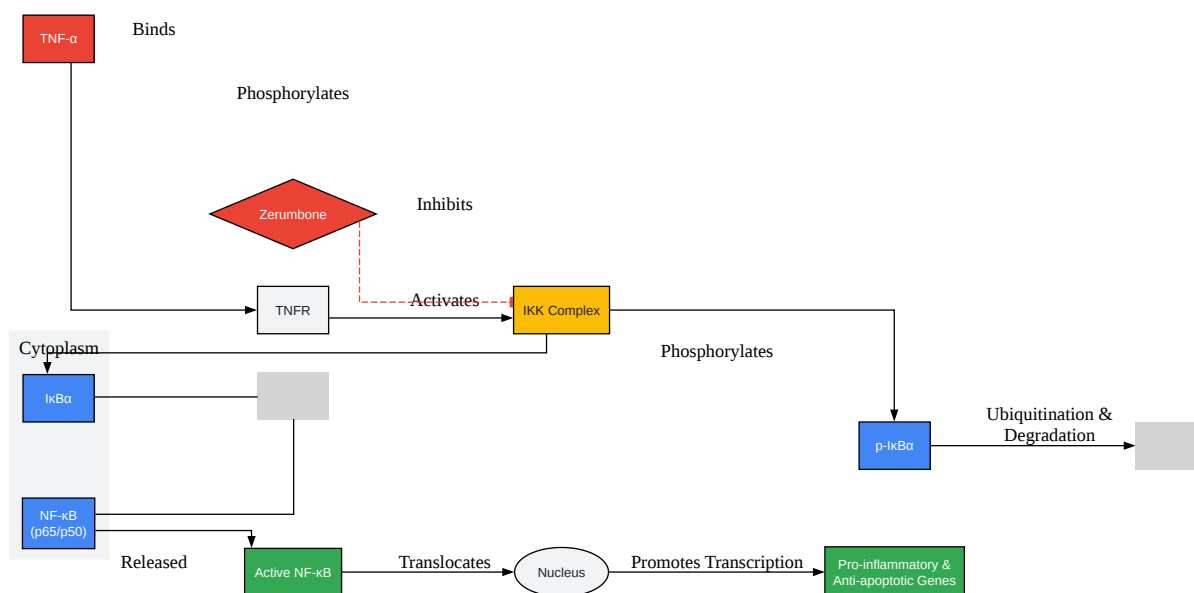 TNF-α
Binds
Phosphorylates
Zerumbone
Inhibits
TNFR
Activates
IKK Complex
Cytoplasm
Phosphorylates
IκBα
Ubiquitination &
Degradation
p-IκBα
NF-κB
(p65/p50)
Released
Active NF-κB
Translocates
Nucleus
Promotes Transcription
Pro-inflammatory &
Anti-apoptotic Genes